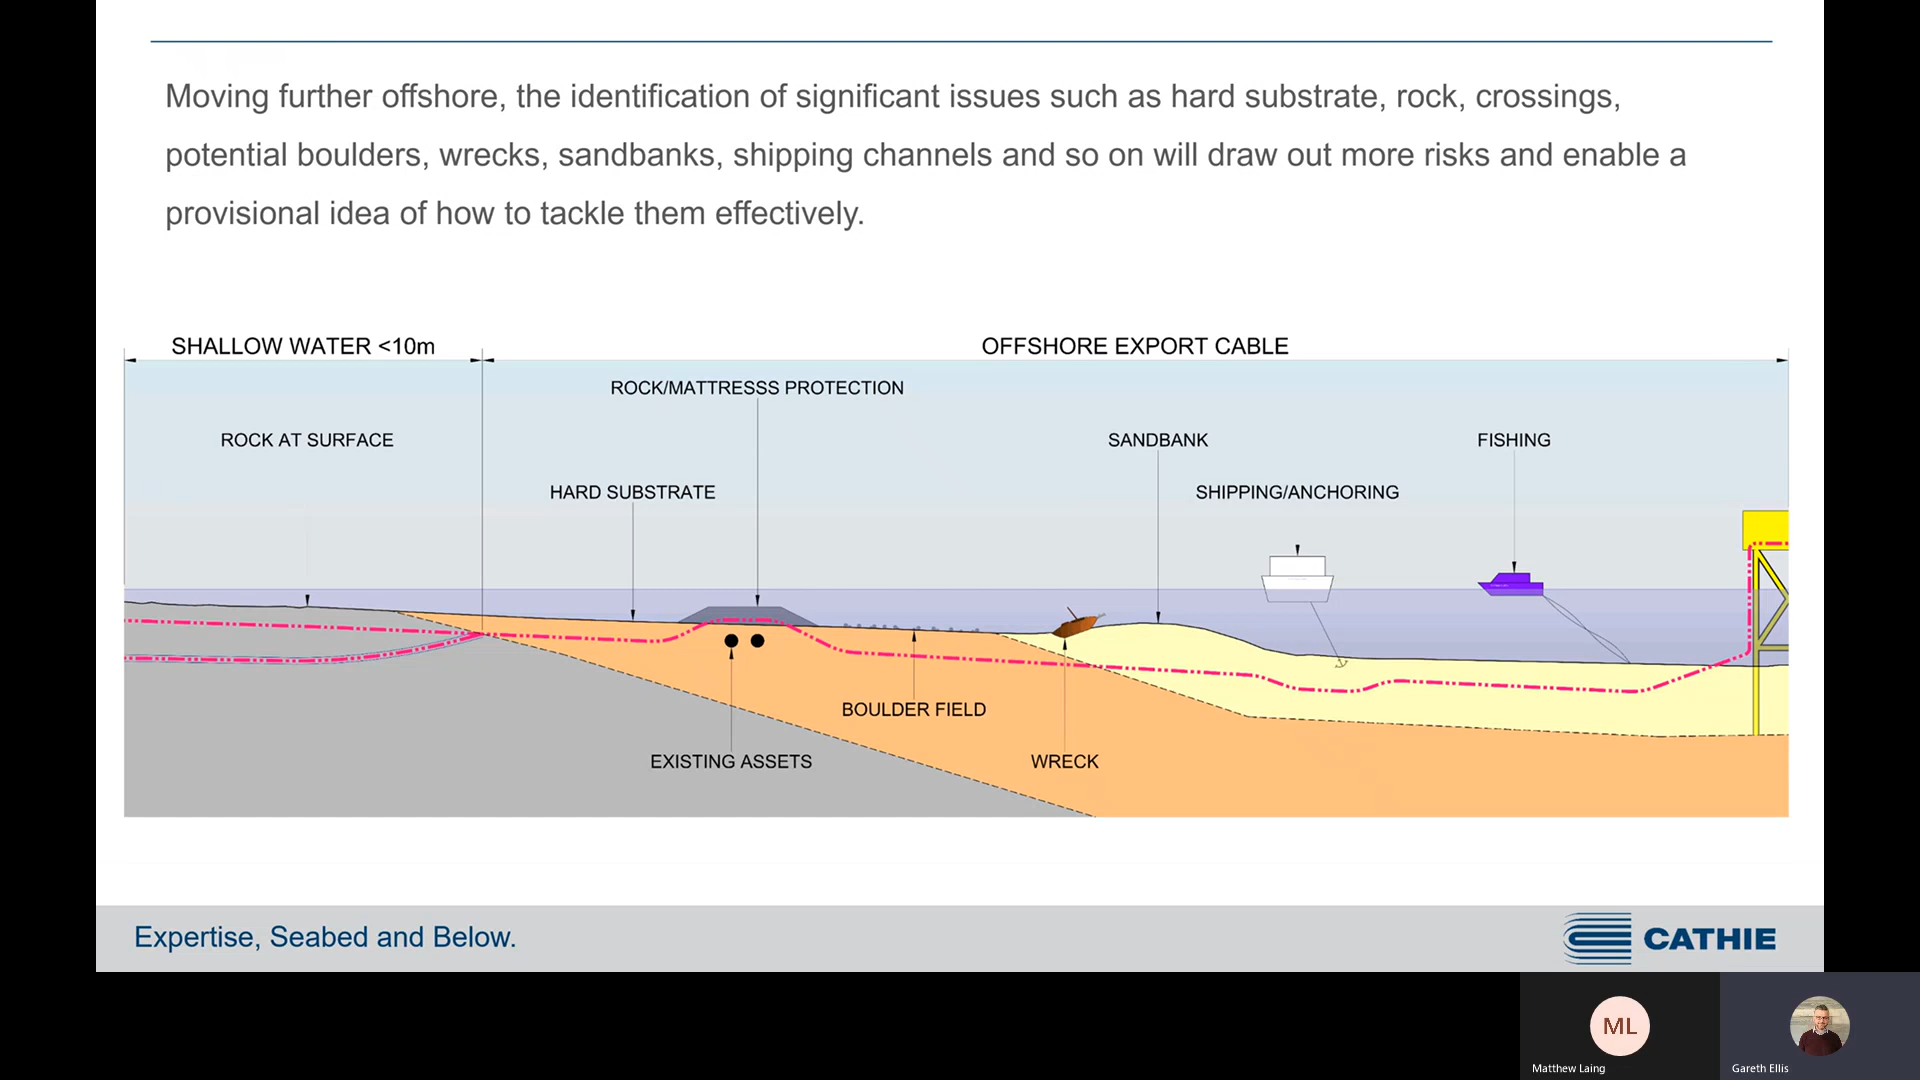 Moving further offshore, the identification of significant issues such as hard substrate, rock, crossings,
potential boulders, wrecks, sandbanks, shipping channels and so on will draw out more risks and enable a
provisional idea of how to tackle them effectively.
SHALLOW WATER <10m
OFFSHORE EXPORT CABLE
ROCK/MATTRESSS PROTECTION
ROCK AT SURFACE
SANDBANK
FISHING
HARD SUBSTRATE
SHIPPING/ANCHORING
BOULDER FIELD
EXISTING ASSETS
WRECK
Expertise, Seabed and Below.
CATHIE
ML
Matthew Laing
Gareth Ellis